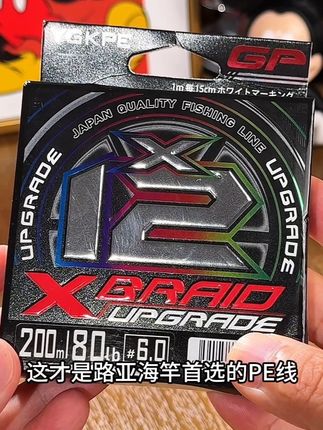 YGKPE
GP
1m毎15cmホワイトマーキング
JAPAN QUALITY FISHING LINE
UPGRADE
UPGRADE
X
12
X BRAID
UPGRADE
200m 80lb #6.0
这才是路亚海竿首选的PE线